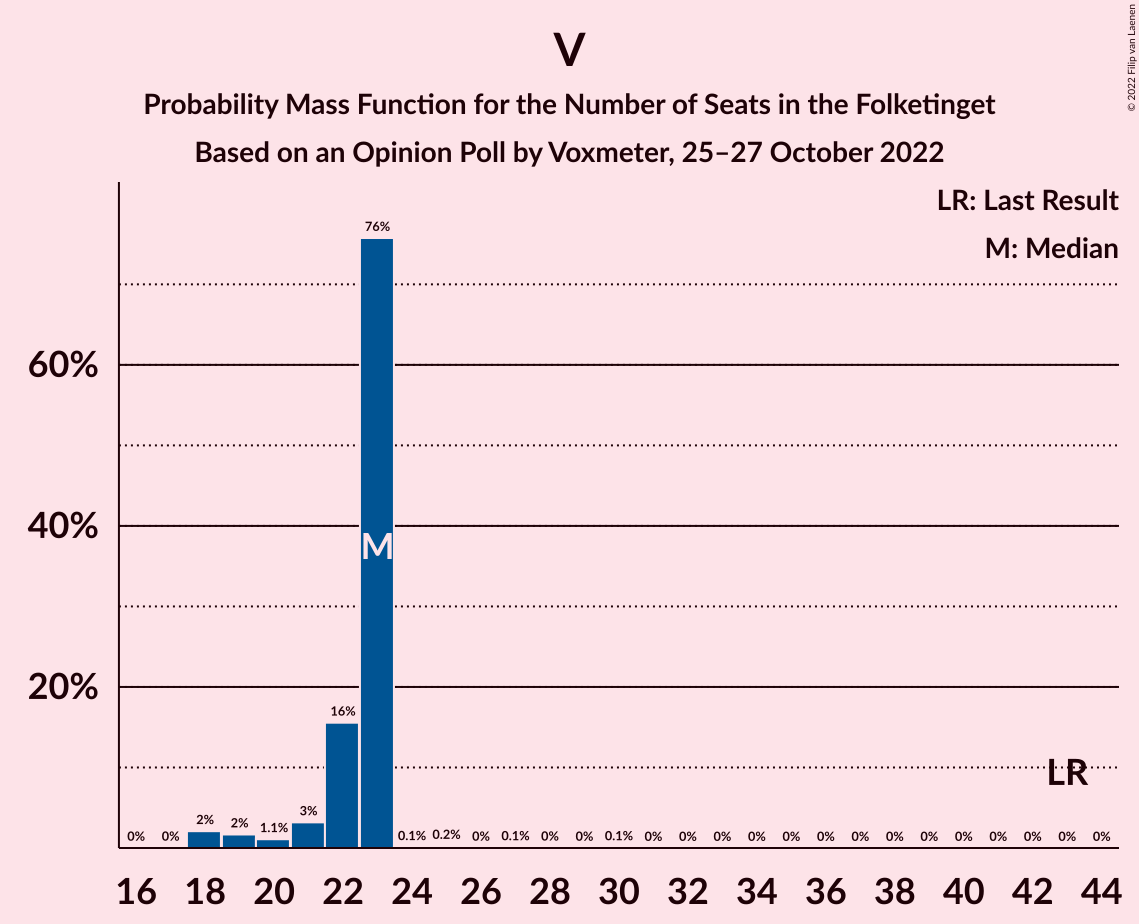 V
Probability Mass Function for the Number of Seats in the Folketinget
Based on an Opinion Poll by Voxmeter, 25–27 October 2022
© 2022 Filip van Laenen
LR: Last Result
M: Median
60%
40%
20%
0% 0% 2% 2% 1.1% 3% 16% 76% 0.1% 0.2% 0% 0.1% 0% 0% 0.1% 0% 0% 0% 0% 0% 0% 0% 0% 0% 0% 0% 0% 0% 0%
M
LR
16 18 20 22 24 26 28 30 32 34 36 38 40 42 44